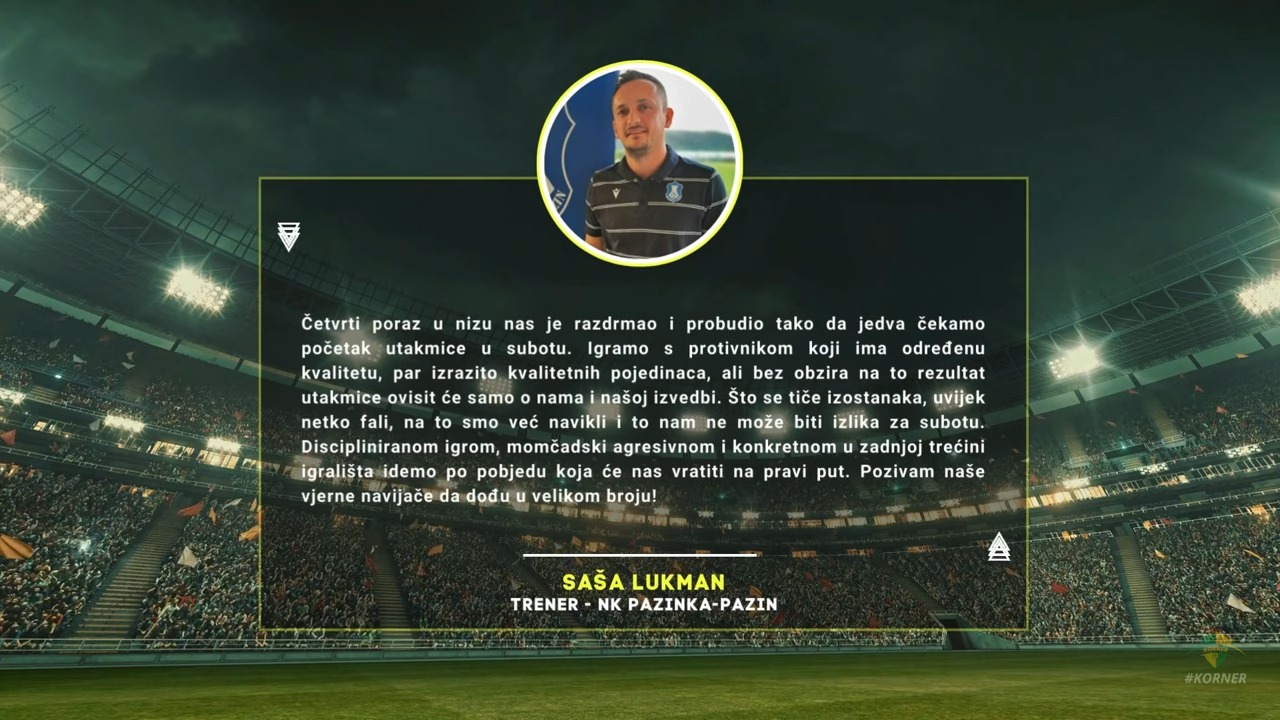 Četvrti poraz u nizu nas je razdrmao i probudio tako da jedva čekamo
početak utakmice u subotu. Igramo s protivnikom koji ima određenu
kvalitetu, par izrazito kvalitetnih pojedinaca, ali bez obzira na to rezultat
utakmice ovisit će samo o nama i našoj izvedbi. Što se tiče izostanaka, uvijek
netko fali, na to smo već navikli i to nam ne može biti izlika za subotu.
Discipliniranom igrom, momčadski agresivnom i konkretnom u zadnjoj trećini
igrališta idemo po pobjedu koja će nas vratiti na pravi put. Pozivam naše
vjerne navijače da dođu u velikom broju!
SAŠA LUKMAN
TRENER - NK PAZINKA-PAZIN
#KORNER